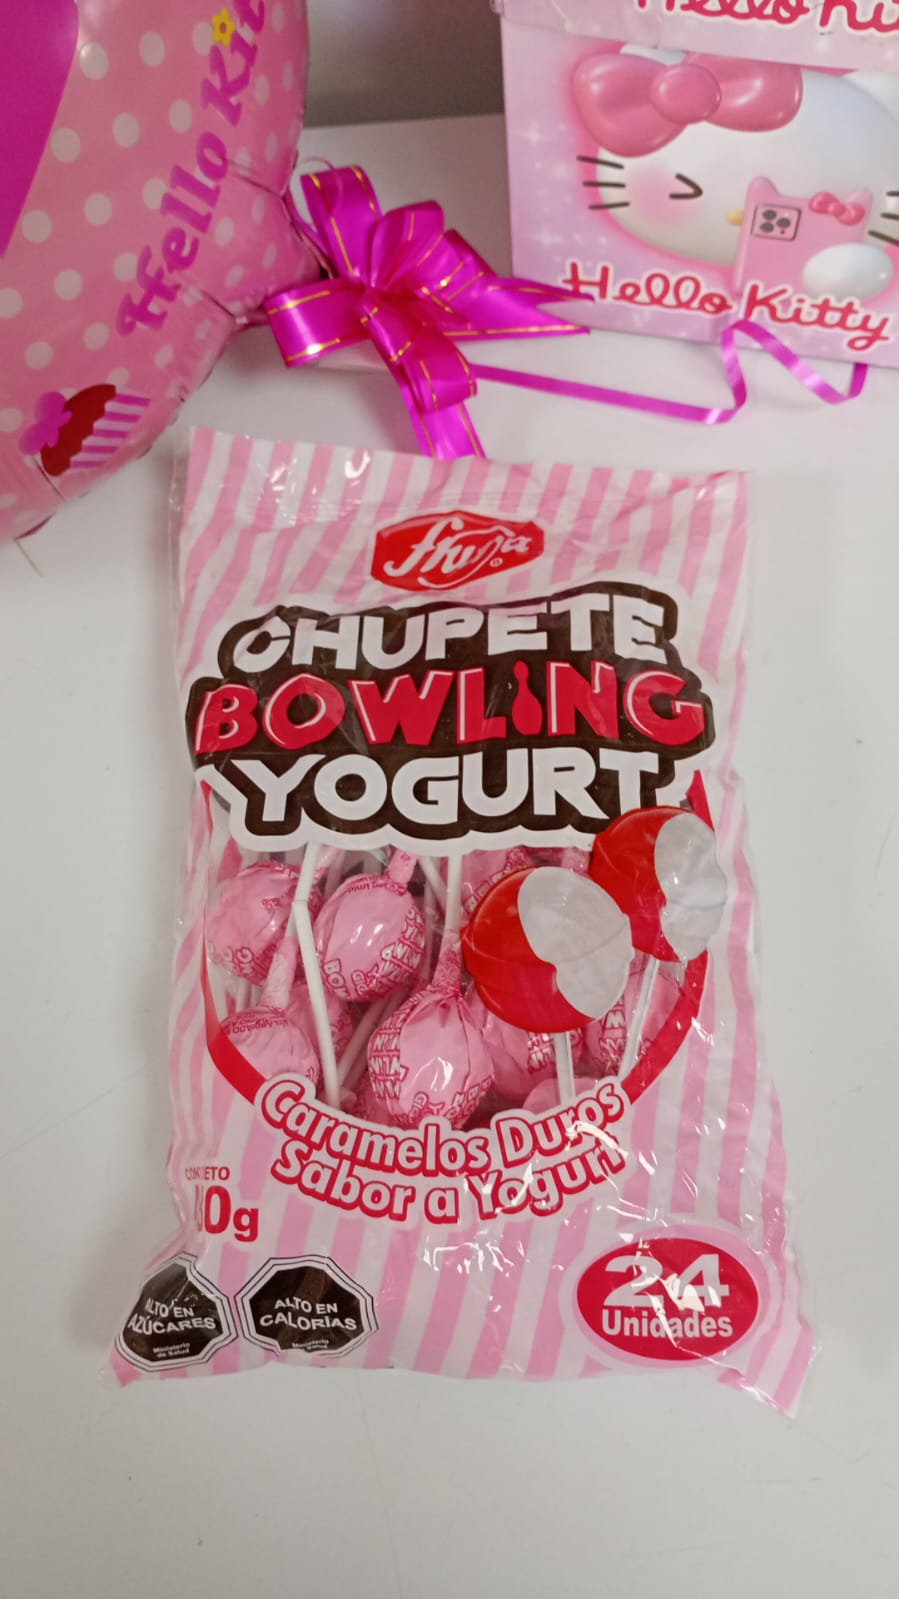 Hello Kitty
Hello Kitty
Fruna
CHUPETE
BOWLING
YOGURT
Caramelos Duros
Sabor a Yogurt
ALTO EN
AZÚCARES
Ministerio
de Salud
ALTO EN
CALORÍAS
Ministerio
de Salud
24
Unidades